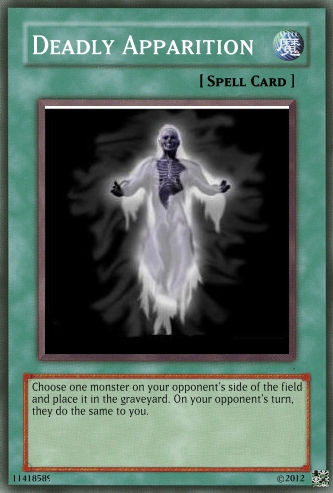 DEADLY APPARITION
魔
[ SPELL CARD ]
Choose one monster on your opponent's side of the field
and place it in the graveyard. On your opponent's turn,
they do the same to you.
11418589
©2012